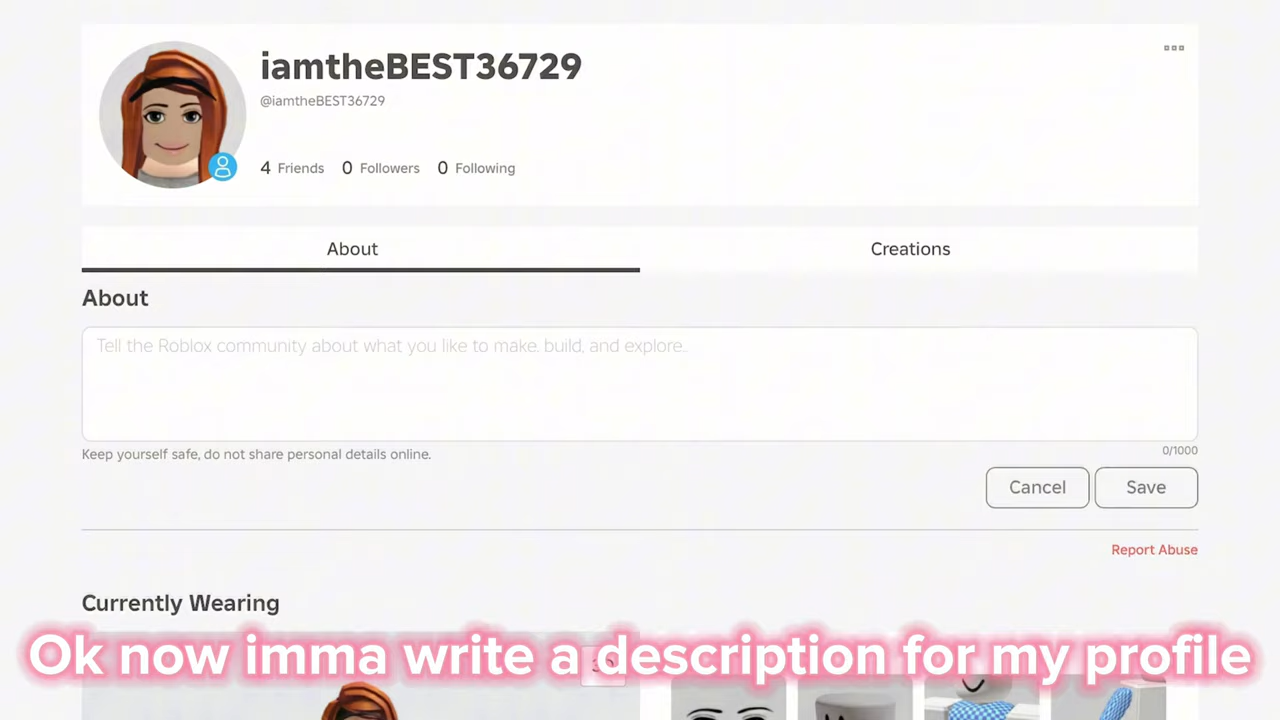 iamtheBEST36729
@iamtheBEST36729
4 Friends 0 Followers 0 Following
About Creations
About
Tell the Roblox community about what you like to make, build, and explore..
0/1000
Keep yourself safe, do not share personal details online.
Cancel Save
Report Abuse
Currently Wearing
Ok now imma write a description for my profile